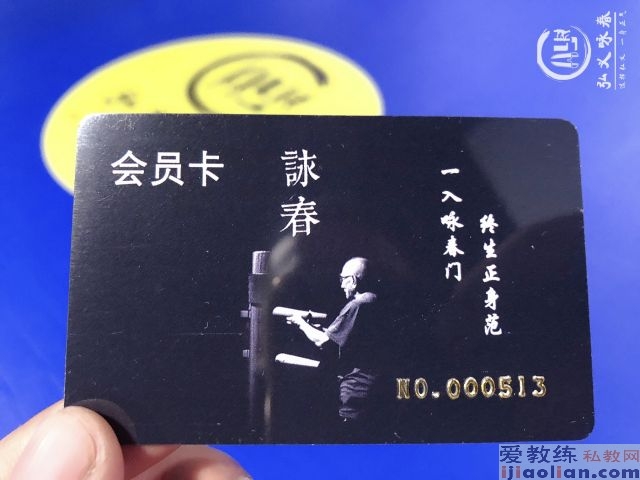 会员卡
詠春
一入咏春门
终生正身范
NO.000513
弘义咏春
爱教练私教网
ijiaolian.com